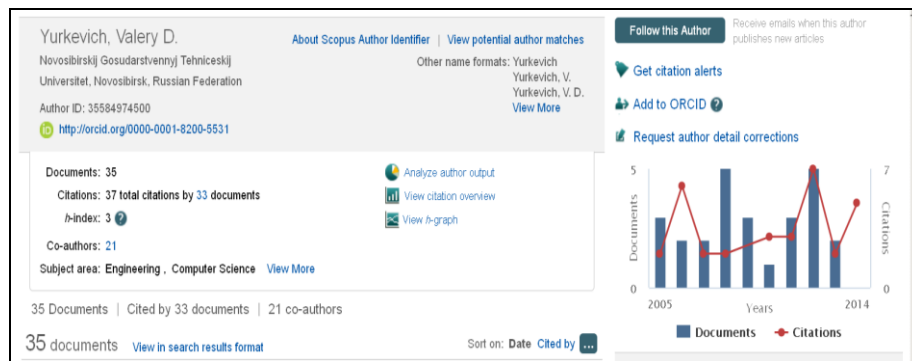 Yurkevich, Valery D.
Novosibirskij Gosudarstvennyj Tehniceskij
Universitet, Novosibirsk, Russian Federation
Author ID: 35584974500
http://orcid.org/0000-0001-8200-5531
About Scopus Author Identifier | View potential author matches
Other name formats: Yurkevich
Yurkevich, V.
Yurkevich, V. D.
View More
Documents: 35
Citations: 37 total citations by 33 documents
h-index: 3 ?
Co-authors: 21
Subject area: Engineering , Computer Science View More
Analyze author output
View citation overview
View h-graph
35 Documents | Cited by 33 documents | 21 co-authors
35 documents View in search results format Sort on: Date Cited by ...
Follow this Author
Receive emails when this author
publishes new articles
Get citation alerts
Add to ORCID ?
Request author detail corrections
5 7
Documents
Citations
0 0
2005 Years 2014
Documents Citations